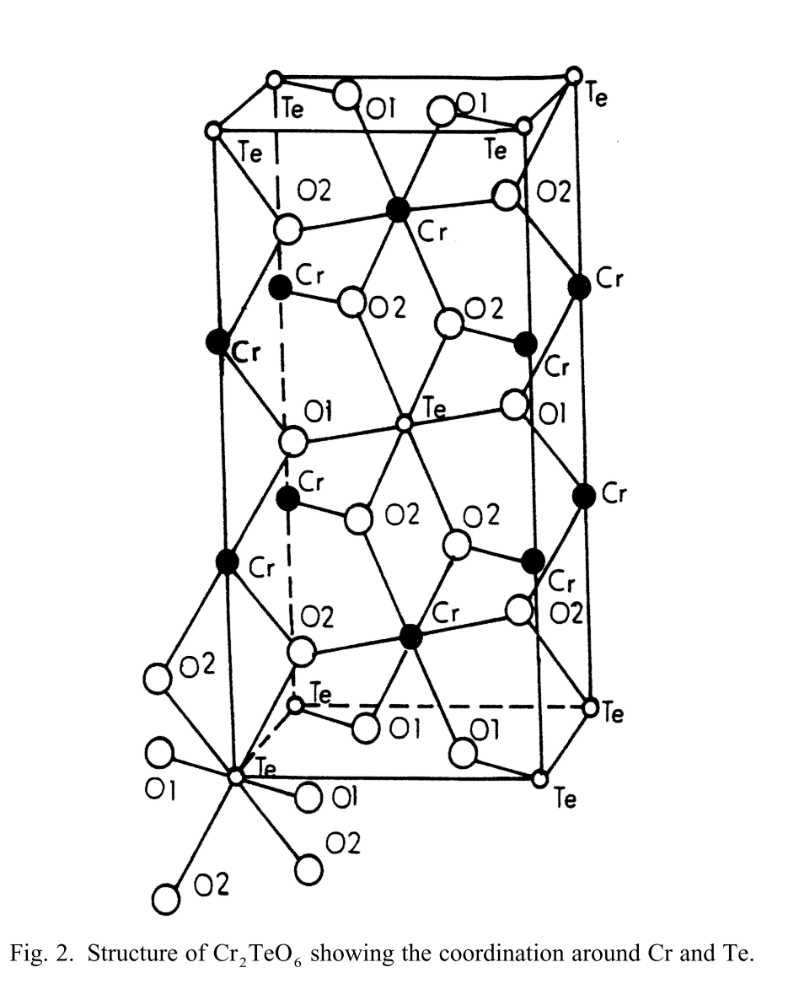 Te
Te O1 O1
Te Te
O2 O2
Cr
Cr Cr
O2 O2
Cr Cr
Te
O1 O1
Cr Cr
O2 O2
Cr Cr
Cr
O2 O2
O2
Te Te
O1 O1
Te
O1 O1 Te
O2
O2
Fig. 2. Structure of Cr₂TeO₆ showing the coordination around Cr and Te.